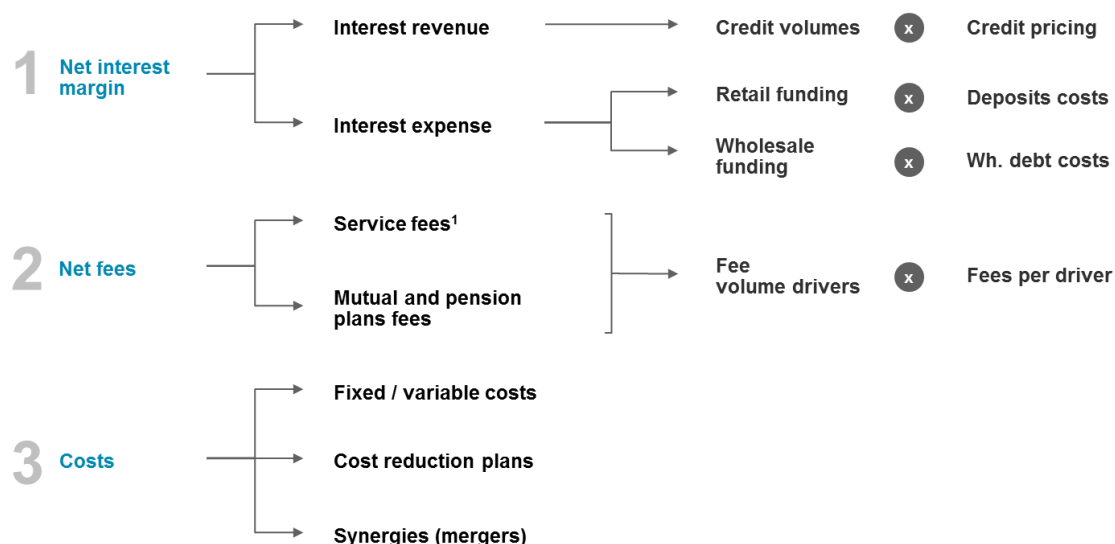 1
Net interest
margin
Interest revenue
Credit volumes x Credit pricing
Interest expense
Retail funding x Deposits costs
Wholesale
funding x Wh. debt costs
2
Net fees
Service fees¹
Mutual and pension
plans fees
Fee
volume drivers x Fees per driver
3
Costs
Fixed / variable costs
Cost reduction plans
Synergies (mergers)